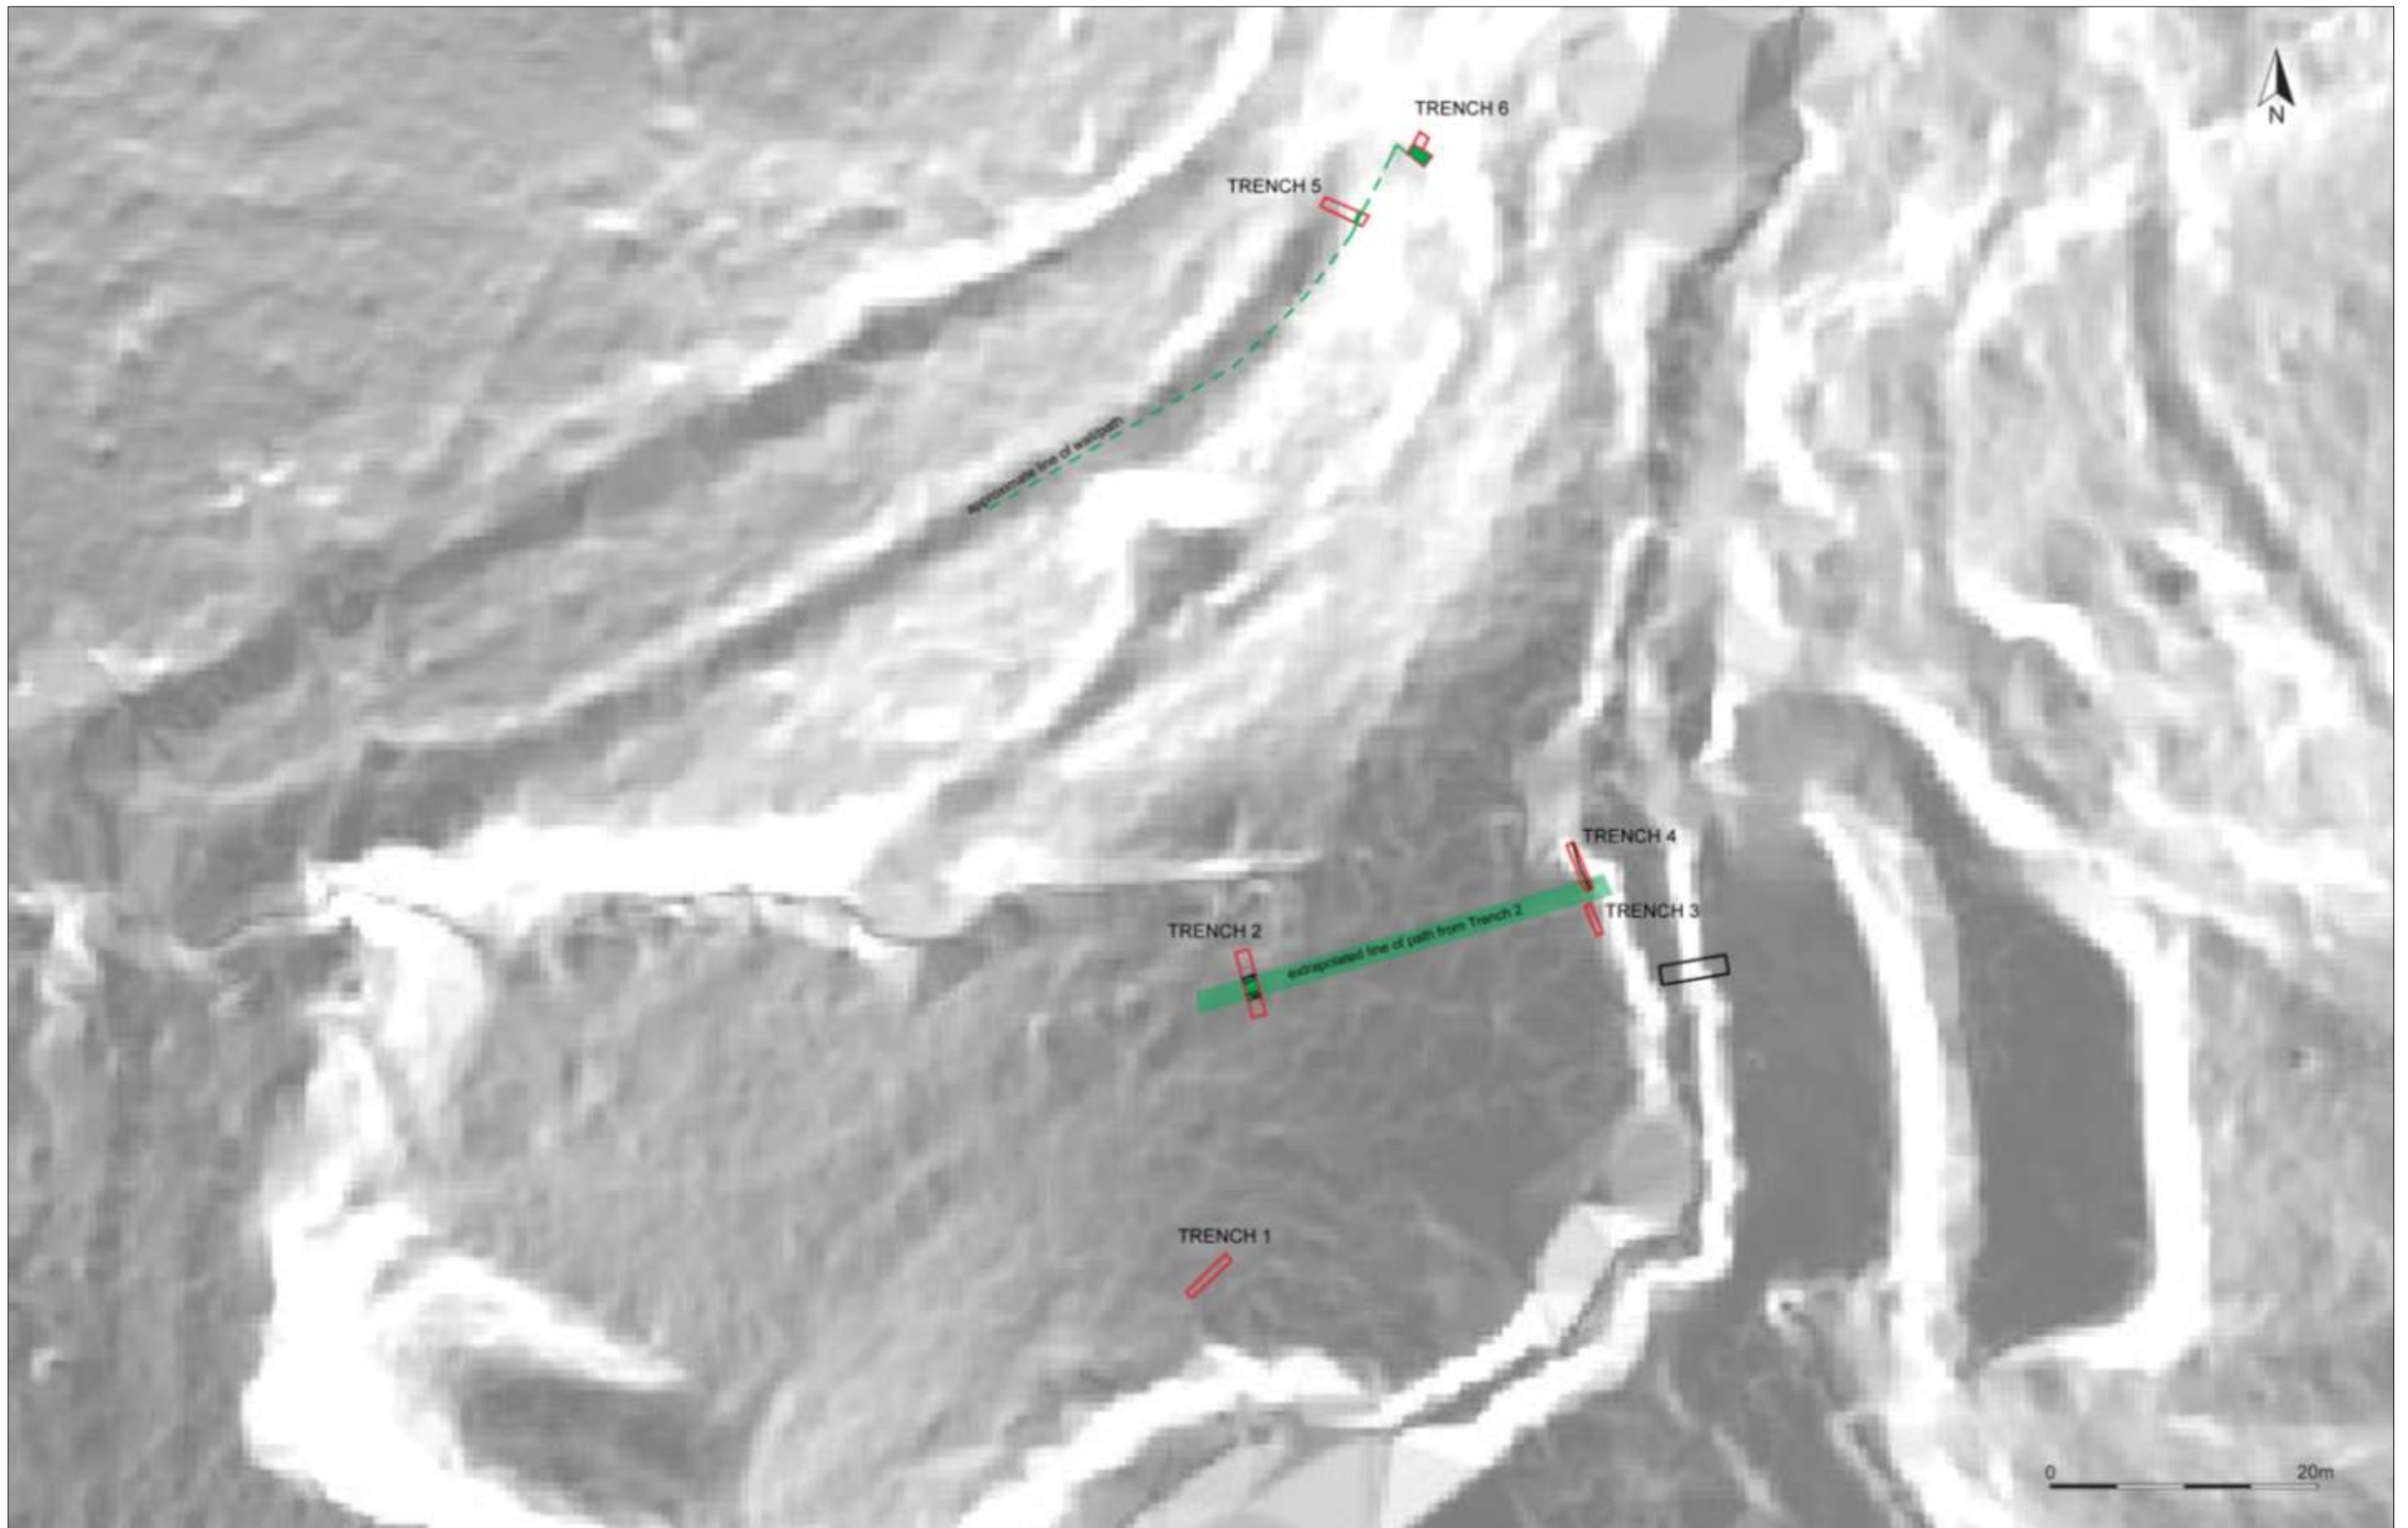 TRENCH 6
N
TRENCH 5
approximate line of wall/path
TRENCH 4
TRENCH 3
TRENCH 2
extrapolated line of path from Trench 2
TRENCH 1
0 20m